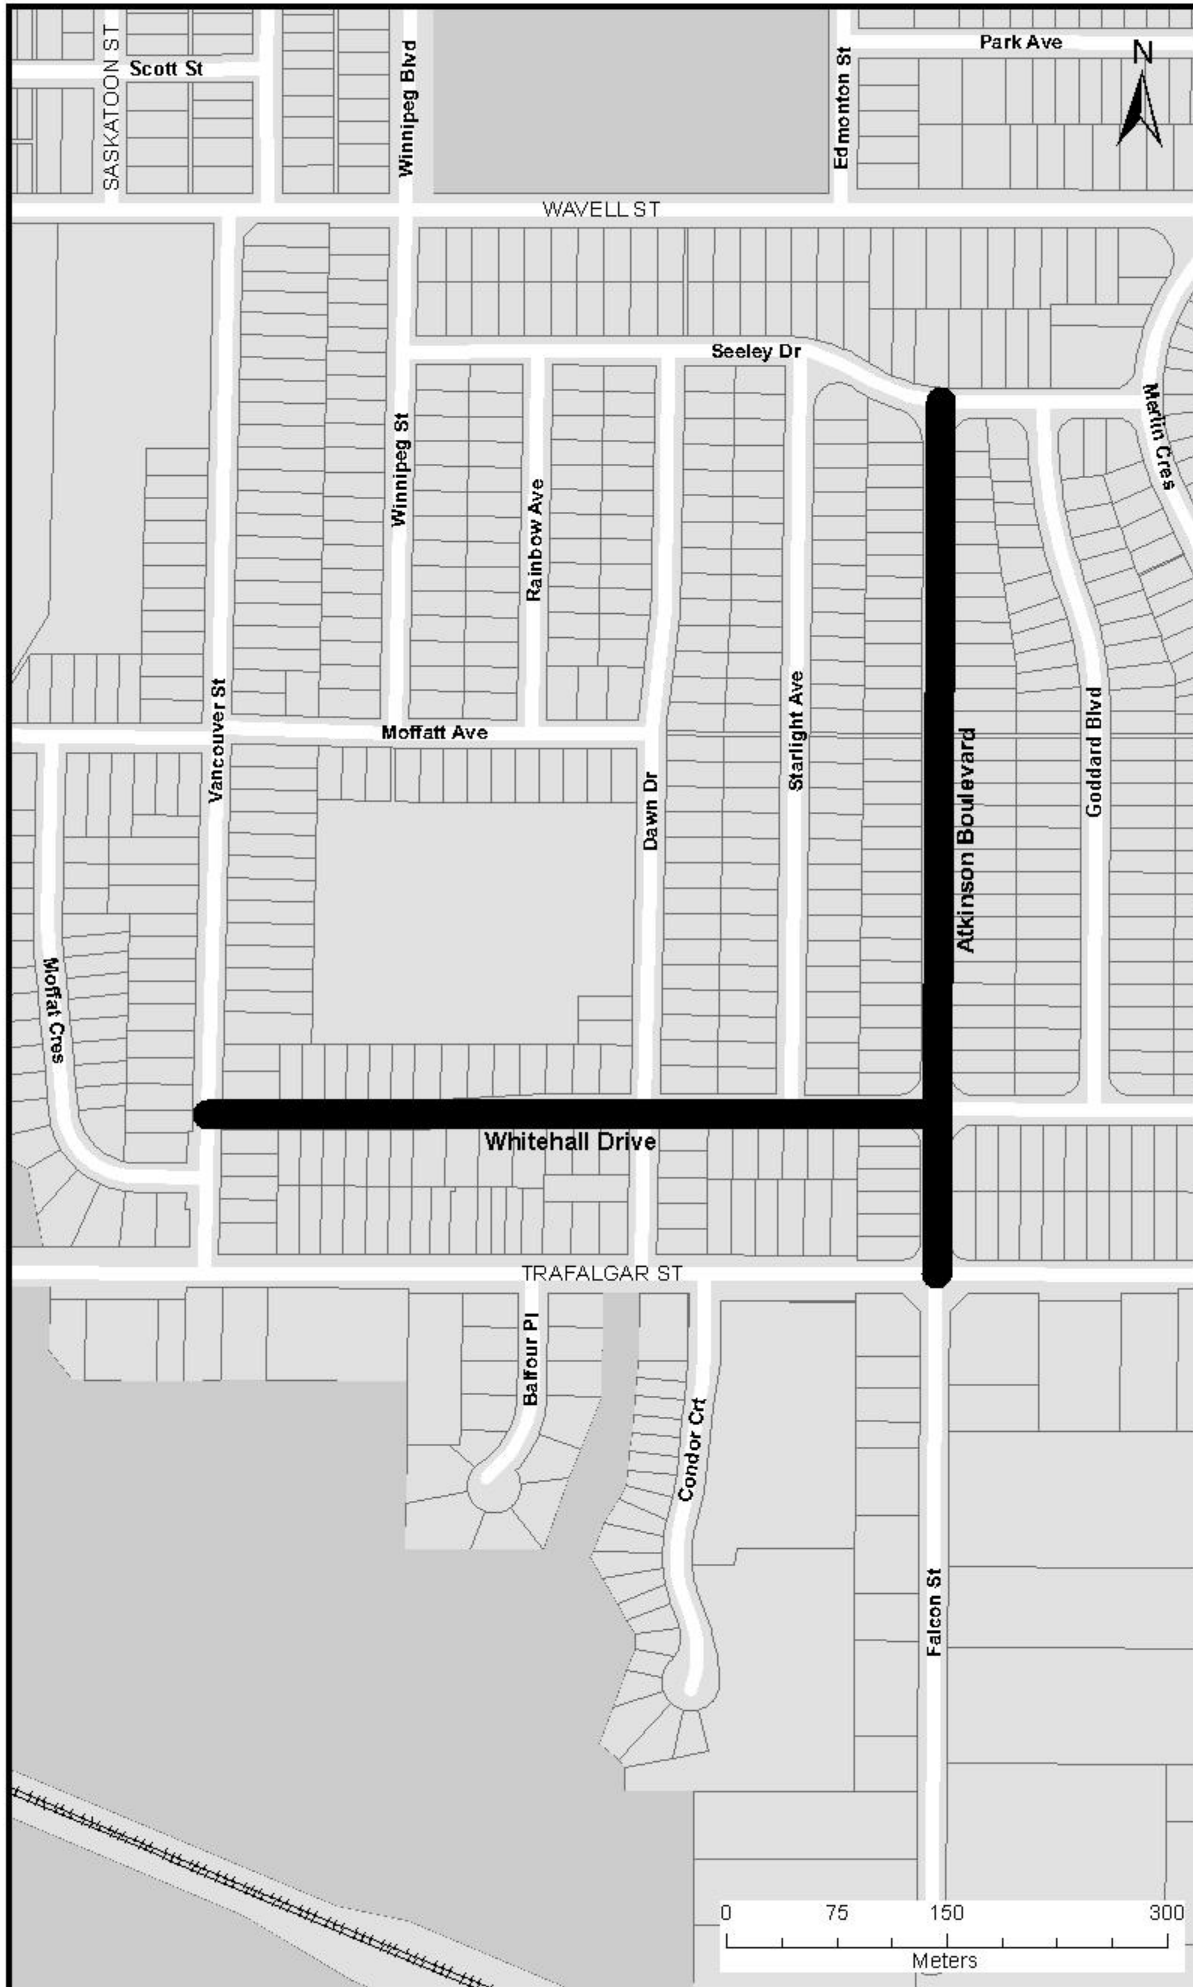 Park Ave
N
Scott St
SASKATOON ST
Winnipeg Blvd
Edmonton St
WAVELL ST
Seeley Dr
Merlin Cres
Winnipeg St
Rainbow Ave
Vancouver St
Moffatt Ave
Starlight Ave
Goddard Blvd
Dawn Dr
Atkinson Boulevard
Moffat Cres
Whitehall Drive
TRAFALGAR ST
Balfour Pl
Condor Crt
Falcon St
0 75 150 300
Meters